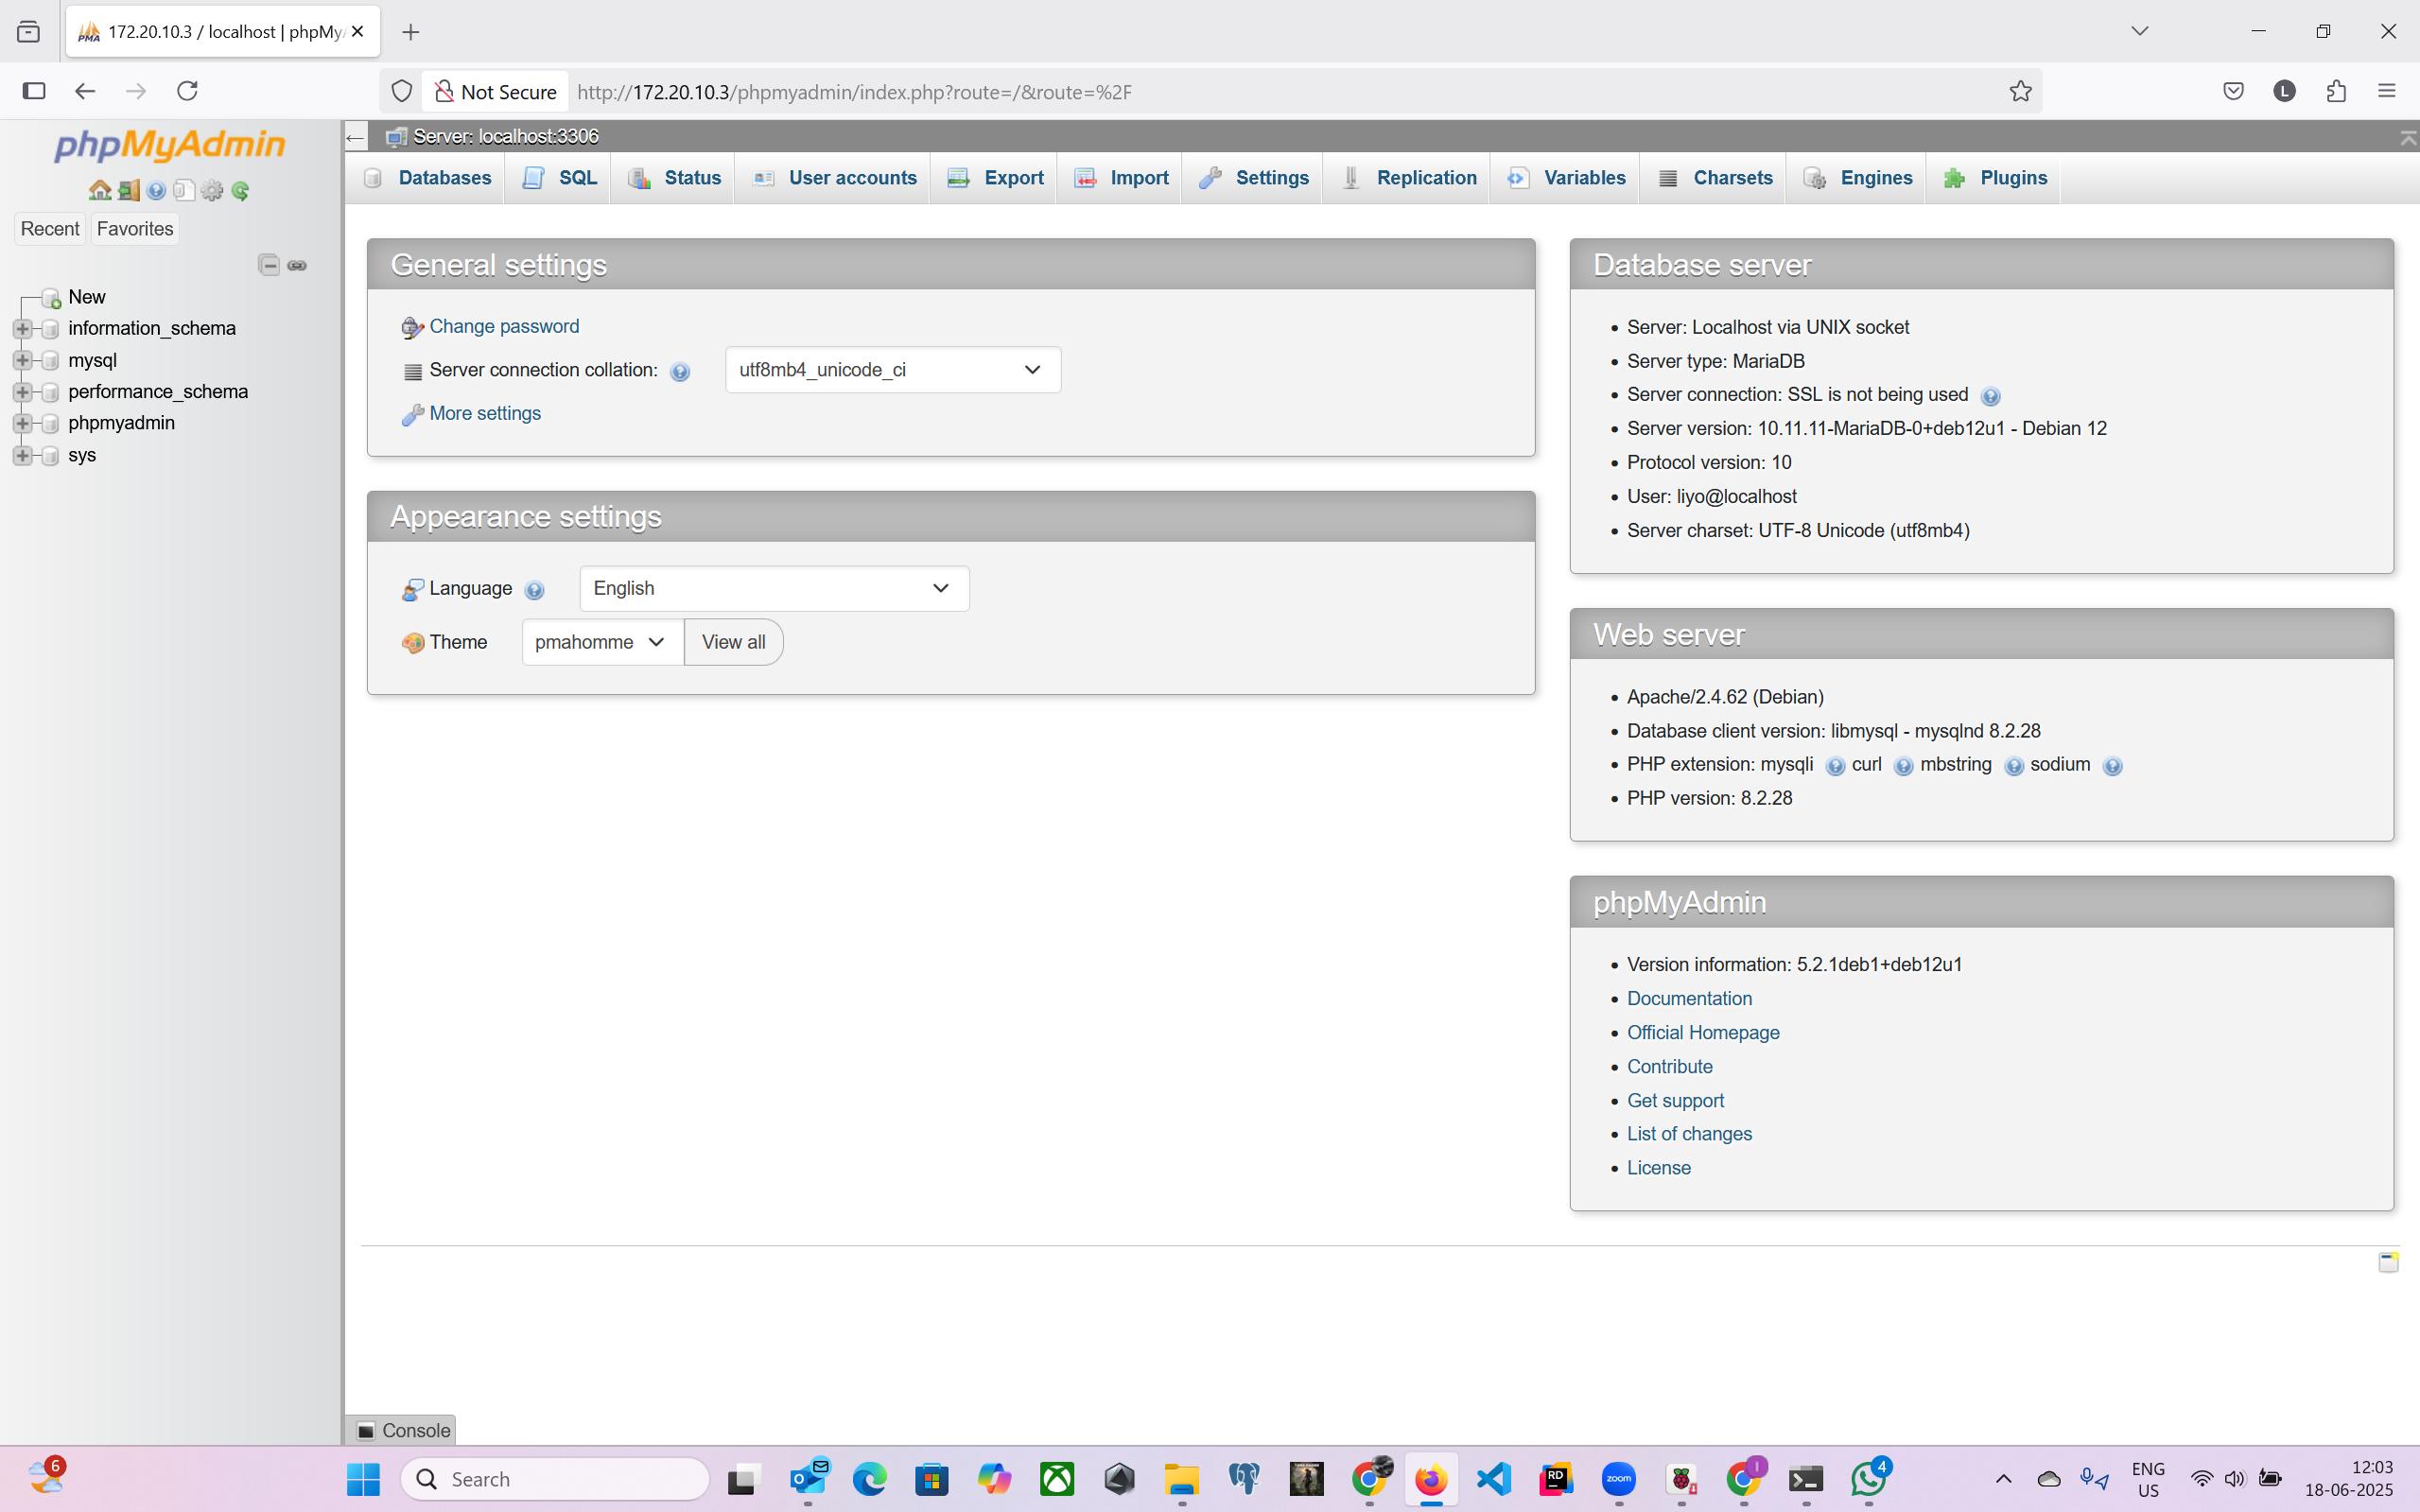 172.20.10.3 / localhost | phpMyA
Not Secure http://172.20.10.3/phpmyadmin/index.php?route=/&route=%2F
L
phpMyAdmin
Recent Favorites
New
information_schema
mysql
performance_schema
phpmyadmin
sys
Server: localhost:3306
Databases SQL Status User accounts Export Import Settings Replication Variables Charsets Engines Plugins
General settings
Change password
Server connection collation: utf8mb4_unicode_ci
More settings
Appearance settings
Language English
Theme pmahomme View all
Database server
Server: Localhost via UNIX socket
Server type: MariaDB
Server connection: SSL is not being used
Server version: 10.11.11-MariaDB-0+deb12u1 - Debian 12
Protocol version: 10
User: liyo@localhost
Server charset: UTF-8 Unicode (utf8mb4)
Web server
Apache/2.4.62 (Debian)
Database client version: libmysql - mysqlnd 8.2.28
PHP extension: mysqli curl mbstring sodium
PHP version: 8.2.28
phpMyAdmin
Version information: 5.2.1deb1+deb12u1
Documentation
Official Homepage
Contribute
Get support
List of changes
License
Console
6
Search
RD
zoom
4
ENG
US
12:03
18-06-2025